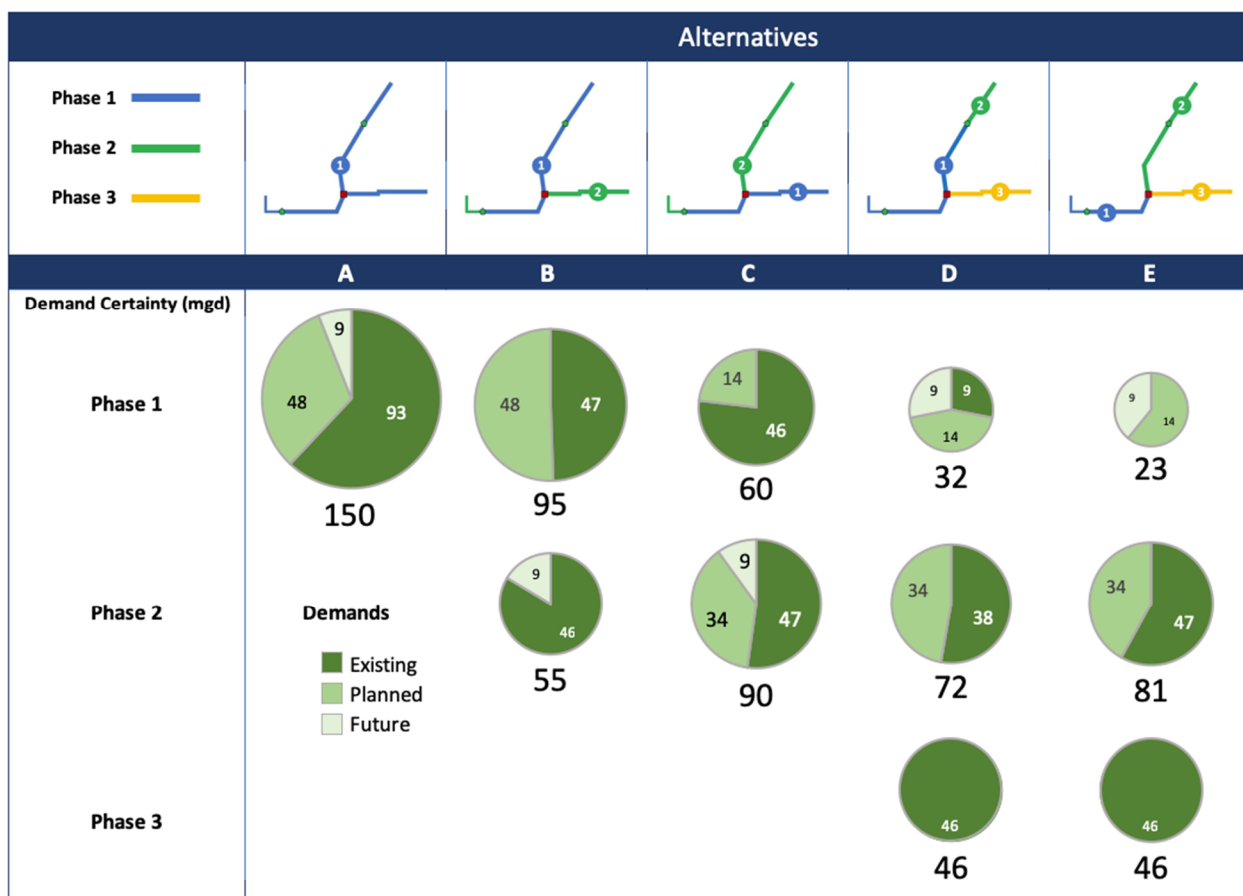 Alternatives
Phase 1
Phase 2
Phase 3
1
1
2
2
1
2
1
3
2
1
3
A
B
C
D
E
Demand Certainty (mgd)
Phase 1
9
48
93
150
48
47
95
14
46
60
9
9
14
32
9
14
23
Phase 2
Demands
Existing
Planned
Future
9
46
55
9
34
47
90
34
38
72
34
47
81
Phase 3
46
46
46
46